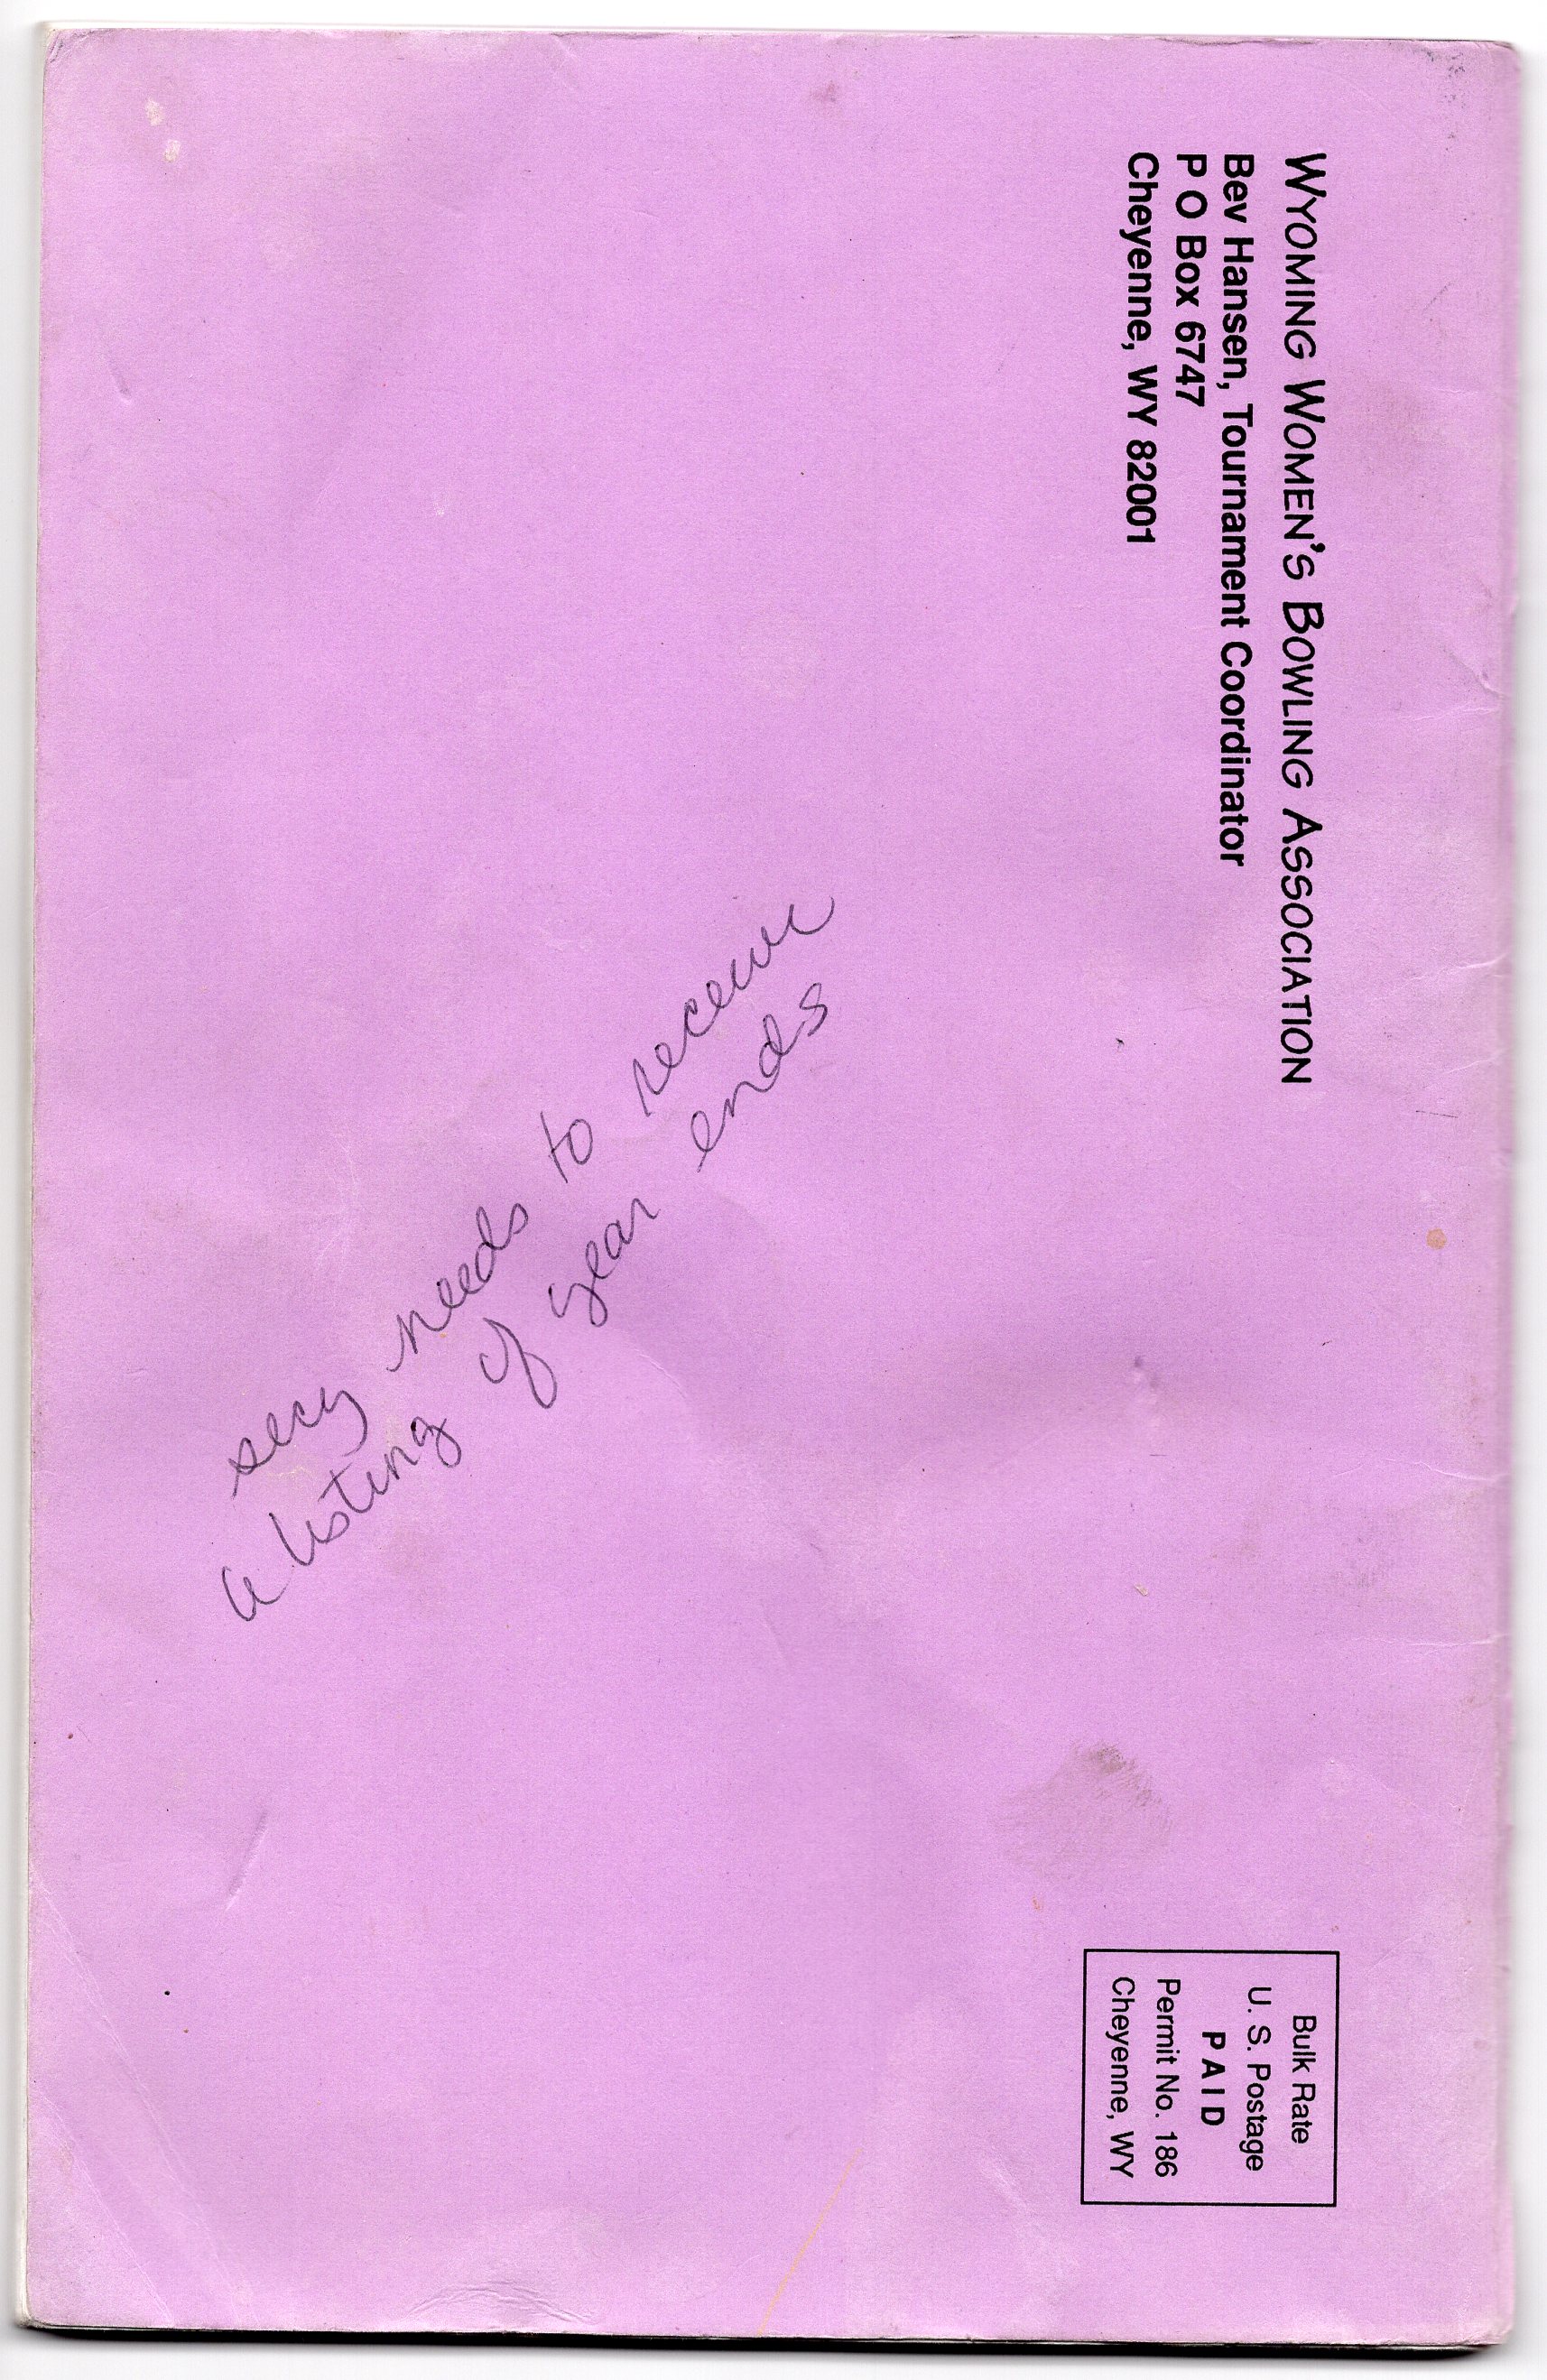 WYOMING WOMEN'S BOWLING ASSOCIATION
Bev Hansen, Tournament Coordinator
P O Box 6747
Cheyenne, WY 82001
Bulk Rate
U. S. Postage
PAID
Permit No. 186
Cheyenne, WY
secy needs to receive
a listing of year ends